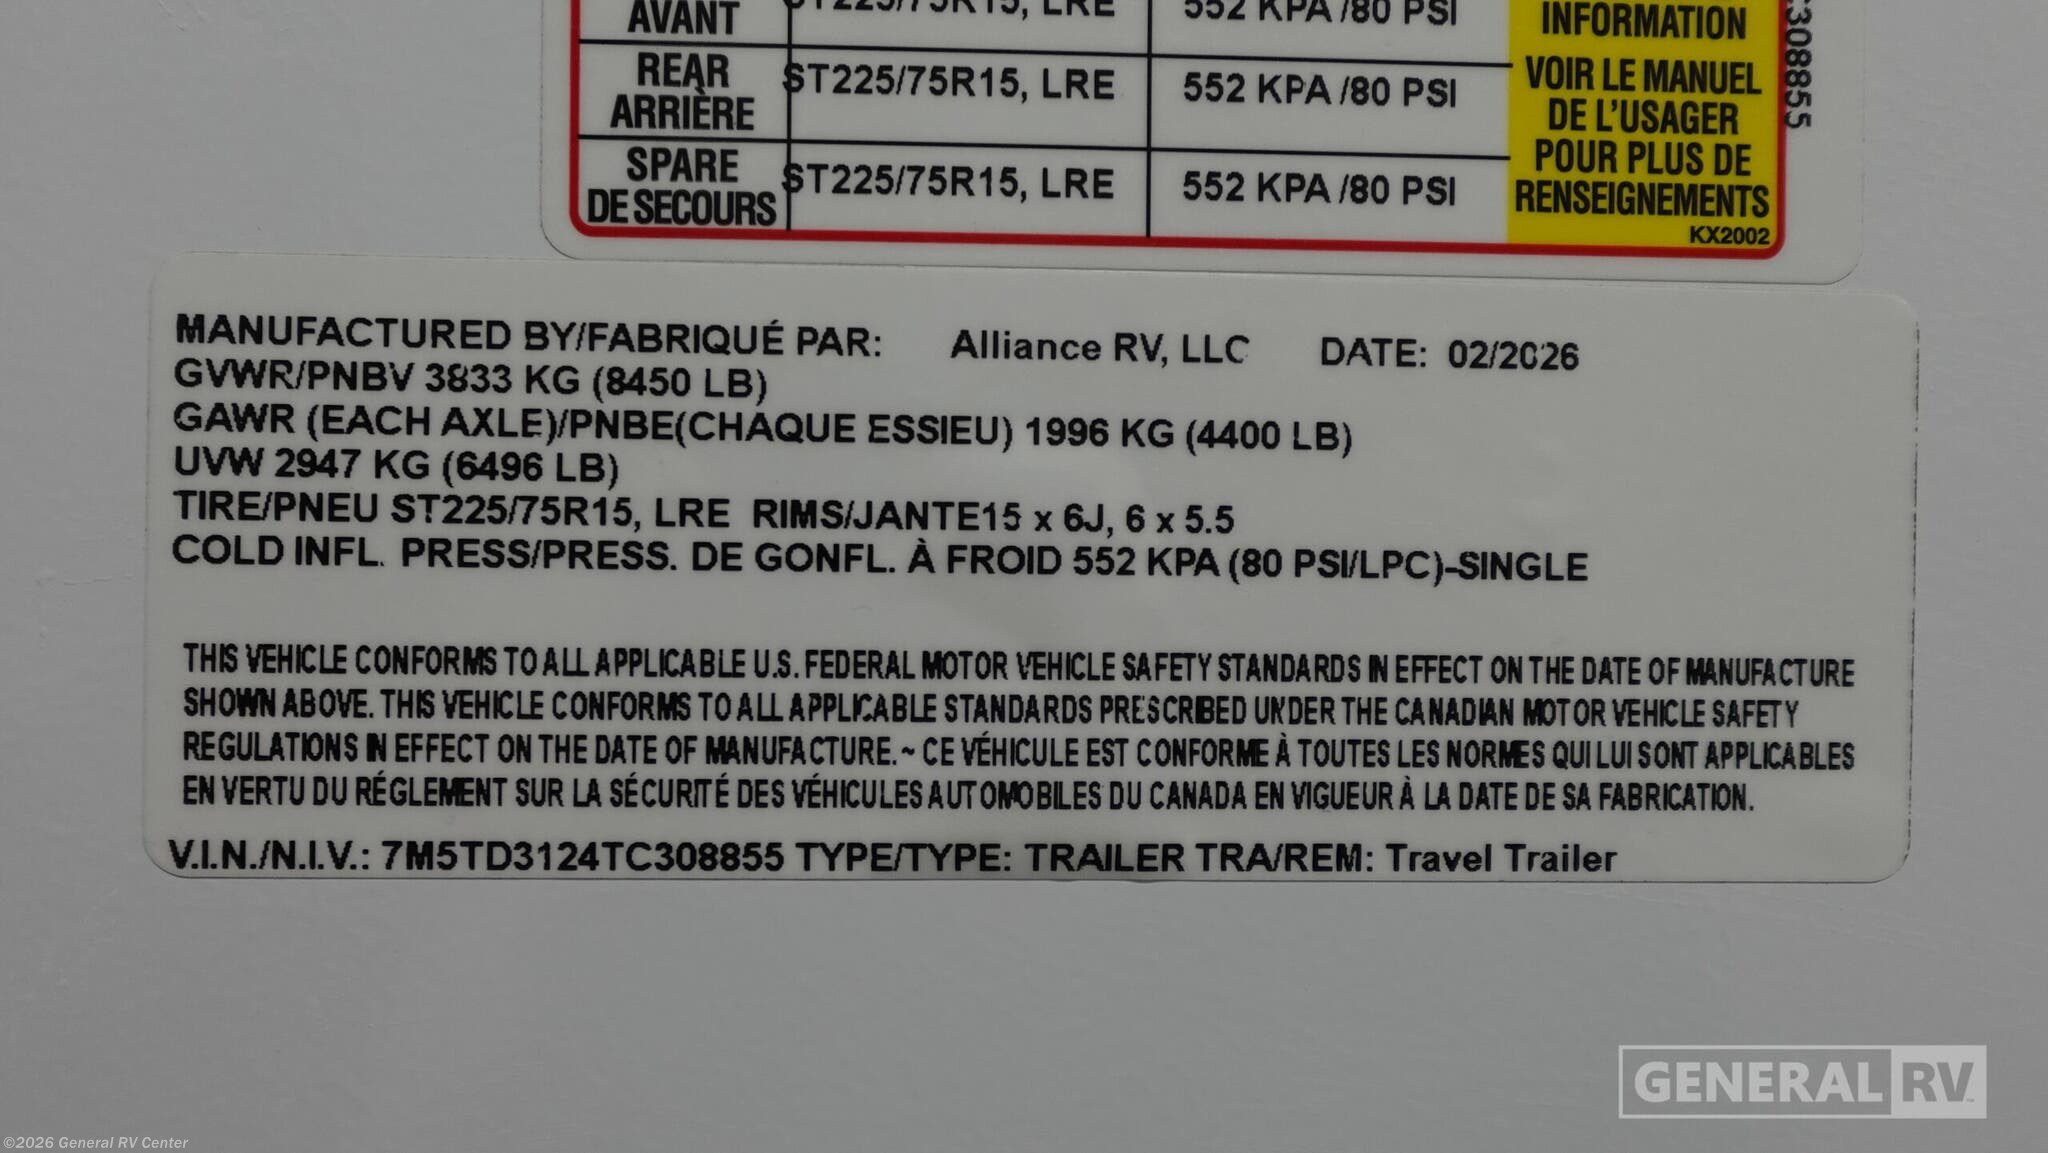 AVANT ST225/75R15, LRE 552 KPA /80 PSI
INFORMATION
REAR
ARRIÈRE ST225/75R15, LRE 552 KPA /80 PSI
SPARE
DE SECOURS ST225/75R15, LRE 552 KPA /80 PSI
VOIR LE MANUEL
DE L'USAGER
POUR PLUS DE
RENSEIGNEMENTS
KX2002
308855
MANUFACTURED BY/FABRIQUÉ PAR: Alliance RV, LLC DATE: 02/2026
GVWR/PNBV 3833 KG (8450 LB)
GAWR (EACH AXLE)/PNBE(CHAQUE ESSIEU) 1996 KG (4400 LB)
UVW 2947 KG (6496 LB)
TIRE/PNEU ST225/75R15, LRE RIMS/JANTE15 x 6J, 6 x 5.5
COLD INFL. PRESS/PRESS. DE GONFL. À FROID 552 KPA (80 PSI/LPC)-SINGLE
THIS VEHICLE CONFORMS TO ALL APPLICABLE U.S. FEDERAL MOTOR VEHICLE SAFETY STANDARDS IN EFFECT ON THE DATE OF MANUFACTURE
SHOWN ABOVE. THIS VEHICLE CONFORMS TO ALL APPLICABLE STANDARDS PRESCRIBED UNDER THE CANADIAN MOTOR VEHICLE SAFETY
REGULATIONS IN EFFECT ON THE DATE OF MANUFACTURE. ~ CE VÉHICULE EST CONFORME À TOUTES LES NORMES QUI LUI SONT APPLICABLES
EN VERTU DU RÉGLEMENT SUR LA SÉCURITÉ DES VÉHICULES AUTOMOBILES DU CANADA EN VIGUEUR À LA DATE DE SA FABRICATION.
V.I.N./N.I.V.: 7M5TD3124TC308855 TYPE/TYPE: TRAILER TRA/REM: Travel Trailer
GENERAL RV
©2026 General RV Center